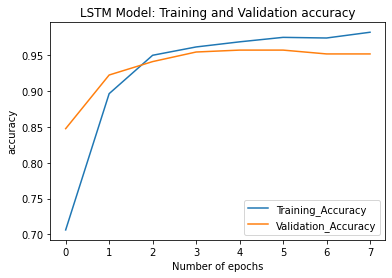 LSTM Model: Training and Validation accuracy
accuracy
0.95
0.90
0.85
0.80
0.75
0.70
0 1 2 3 4 5 6 7
Number of epochs
Training_Accuracy
Validation_Accuracy